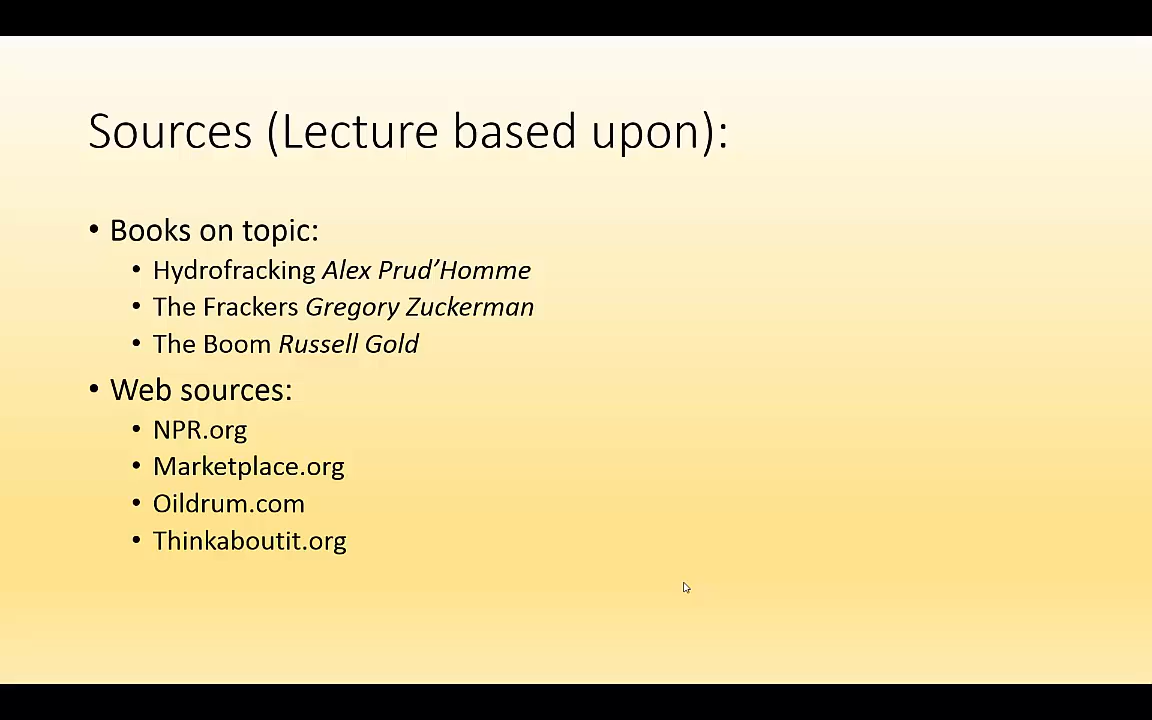 Sources (Lecture based upon):
• Books on topic:
• Hydrofracking Alex Prud’Homme
• The Frackers Gregory Zuckerman
• The Boom Russell Gold
• Web sources:
• NPR.org
• Marketplace.org
• Oildrum.com
• Thinkaboutit.org